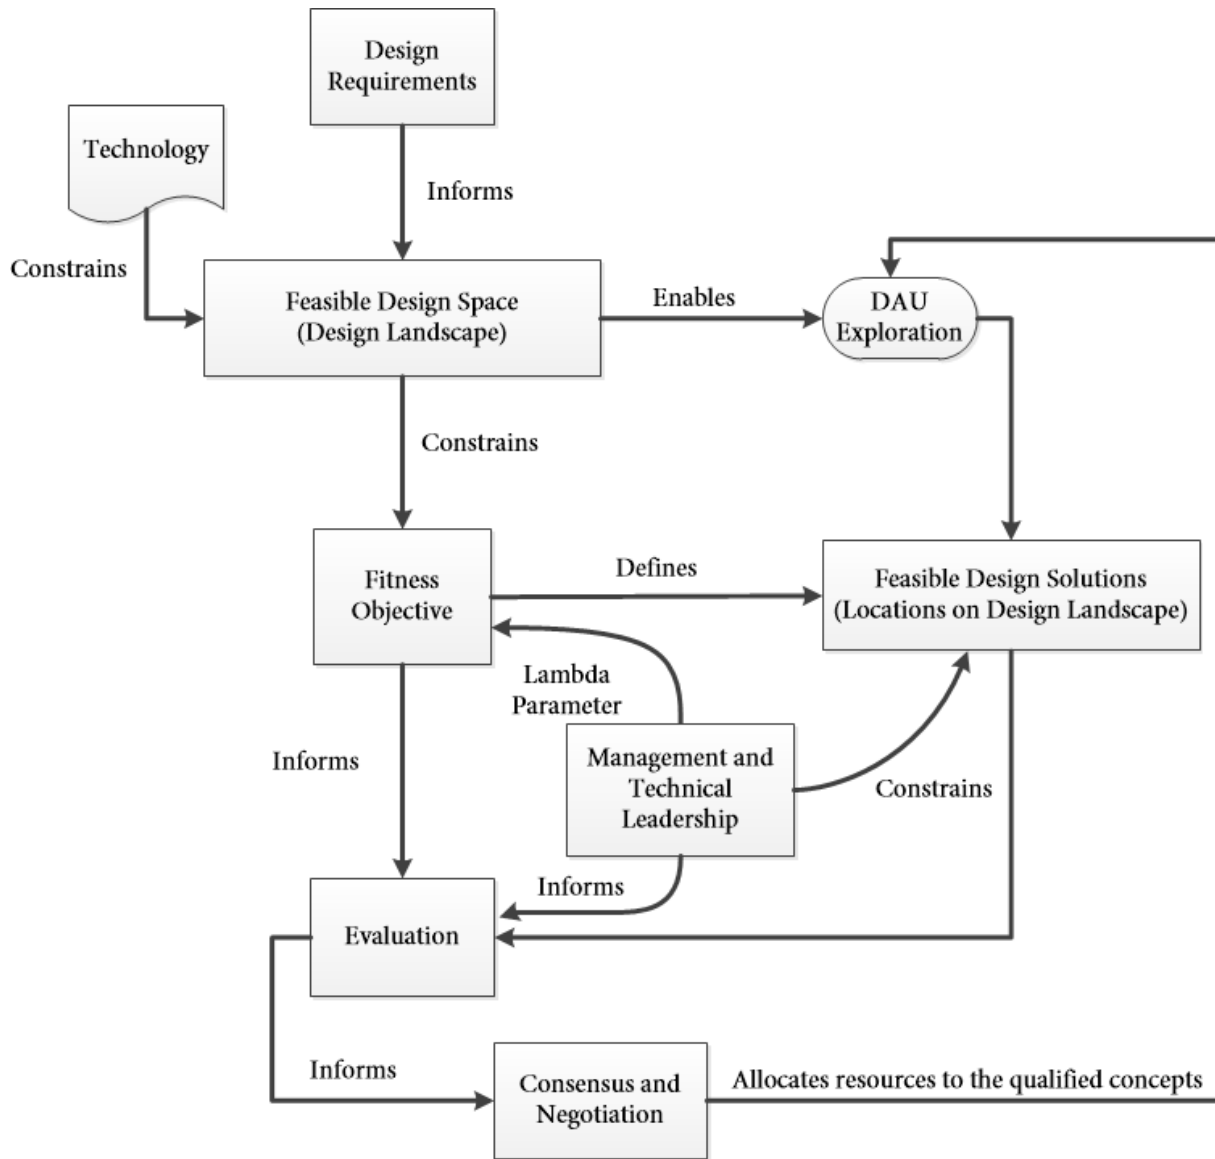 Design
Requirements
Technology
Informs
Constrains
Feasible Design Space
(Design Landscape)
Enables
DAU
Exploration
Constrains
Fitness
Objective
Defines
Feasible Design Solutions
(Locations on Design Landscape)
Lambda
Parameter
Informs
Management and
Technical
Leadership
Constrains
Informs
Evaluation
Informs
Consensus and
Negotiation
Allocates resources to the qualified concepts